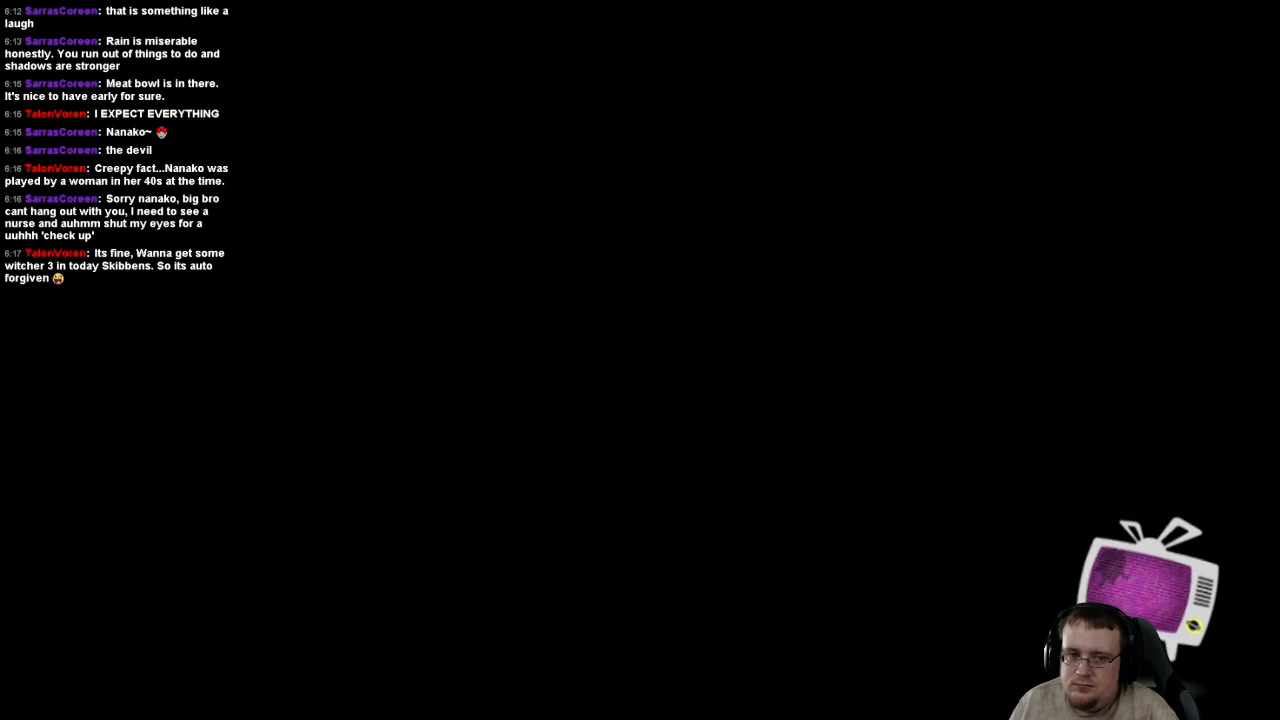 6:12 SarrasCoreen: that is something like a
laugh
6:13 SarrasCoreen: Rain is miserable
honestly. You run out of things to do and
shadows are stronger
6:15 SarrasCoreen: Meat bowl is in there.
It's nice to have early for sure.
6:15 TalonVoren: I EXPECT EVERYTHING
6:15 SarrasCoreen: Nanako~
6:16 SarrasCoreen: the devil
6:16 TalonVoren: Creepy fact...Nanako was
played by a woman in her 40s at the time.
6:16 SarrasCoreen: Sorry nanako, big bro
cant hang out with you, I need to see a
nurse and auhmm shut my eyes for a
uuhhh 'check up'
6:17 TalonVoren: Its fine, Wanna get some
witcher 3 in today Skibbens. So its auto
forgiven